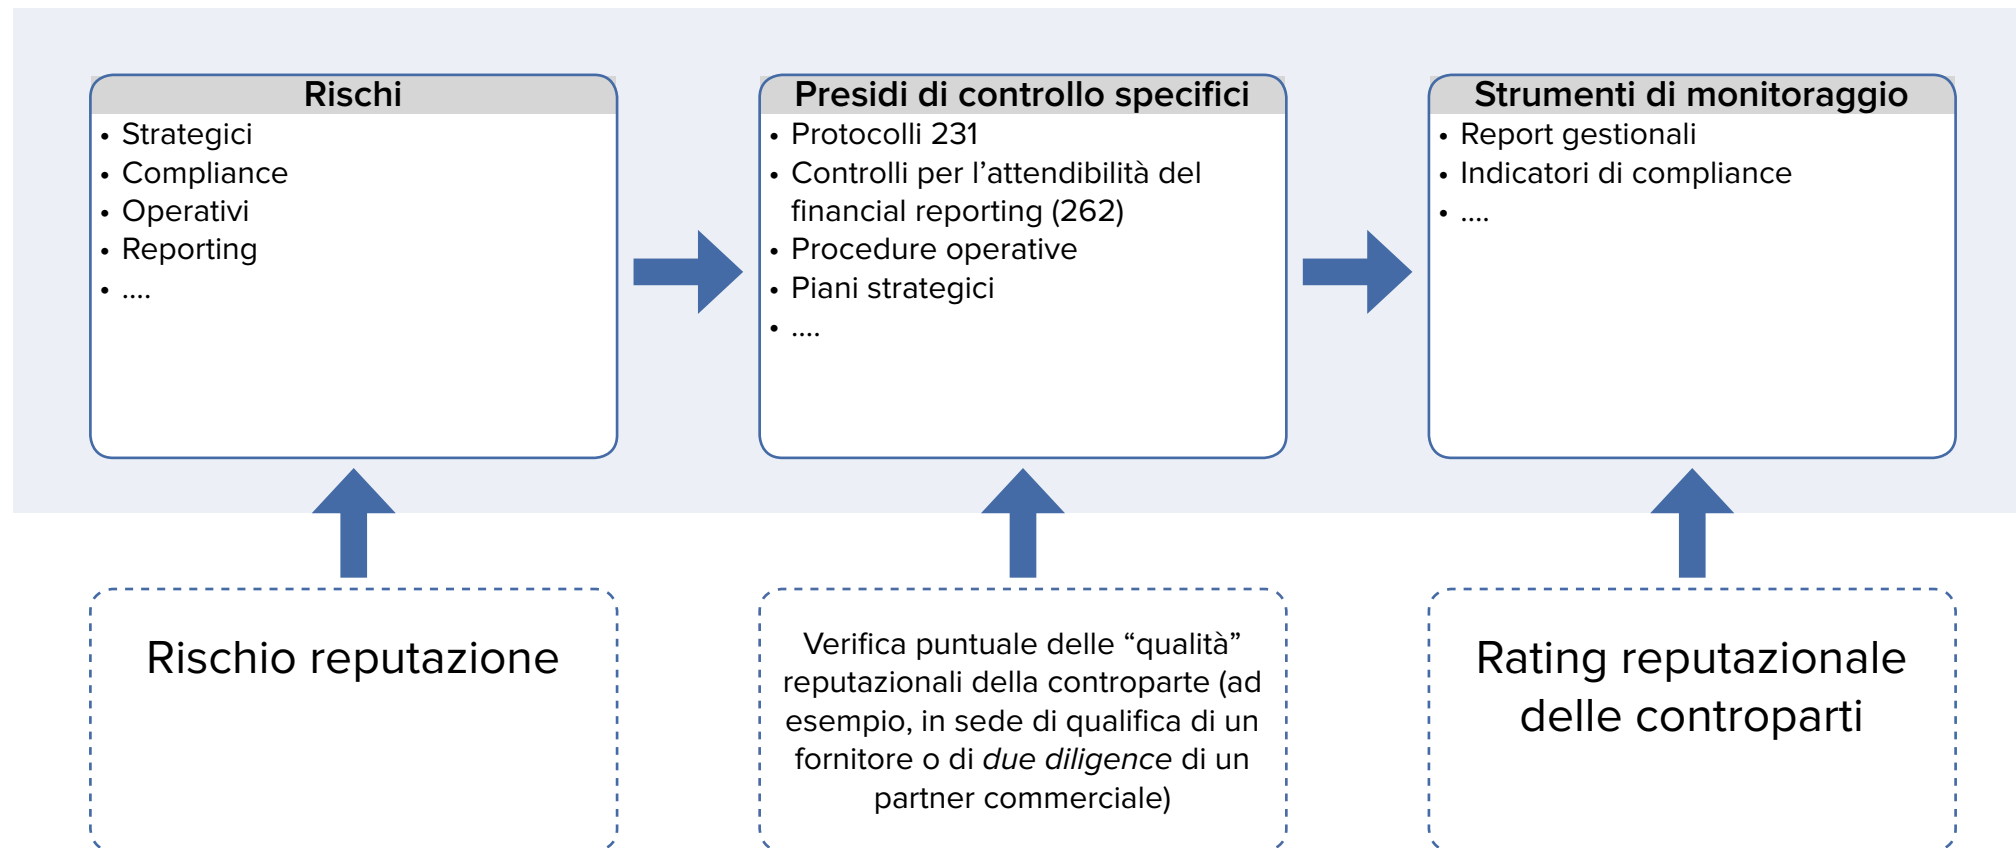 Rischi
• Strategici
• Compliance
• Operativi
• Reporting
• ....
Presidi di controllo specifici
• Protocolli 231
• Controlli per l’attendibilità del
financial reporting (262)
• Procedure operative
• Piani strategici
• ....
Strumenti di monitoraggio
• Report gestionali
• Indicatori di compliance
• ....
Rischio reputazione
Verifica puntuale delle “qualità”
reputazionali della controparte (ad
esempio, in sede di qualifica di un
fornitore o di due diligence di un
partner commerciale)
Rating reputazionale
delle controparti